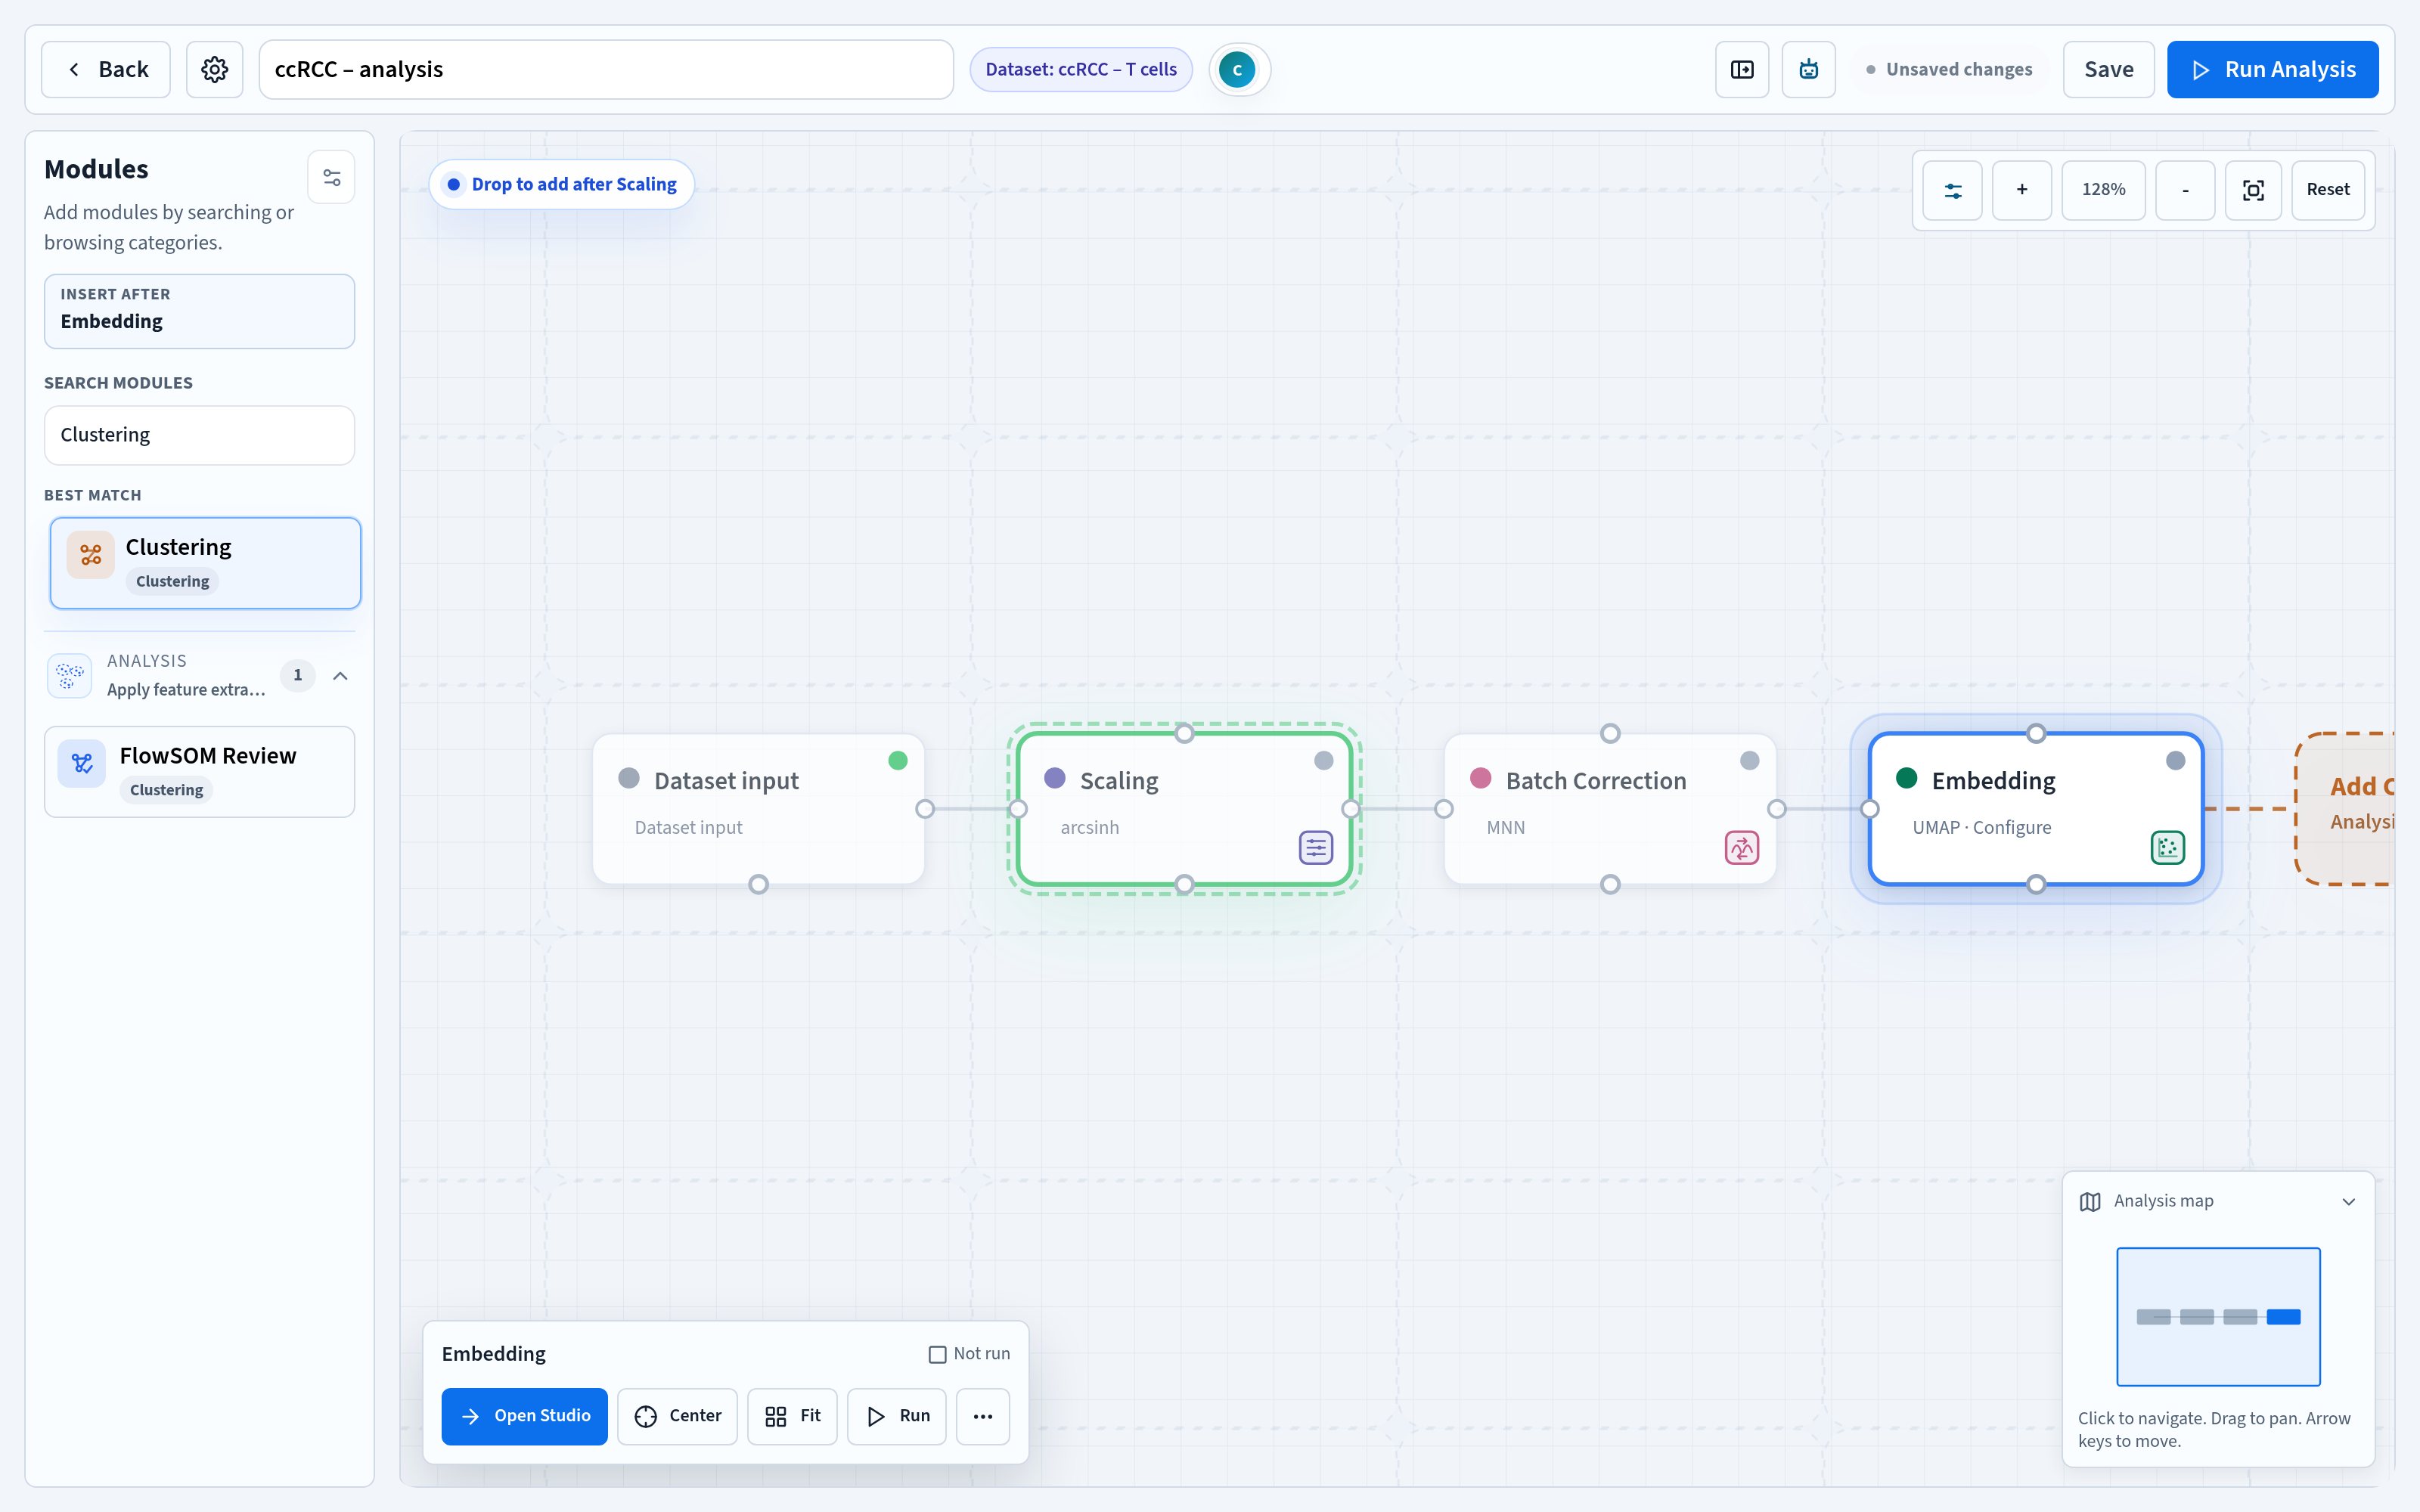 Back
ccRCC – analysis
Dataset: ccRCC – T cells
C
Unsaved changes
Save
Run Analysis
Modules
Add modules by searching or
browsing categories.
INSERT AFTER
Embedding
SEARCH MODULES
Clustering
BEST MATCH
Clustering
Clustering
ANALYSIS
Apply feature extra...
1
FlowSOM Review
Clustering
Drop to add after Scaling
+
128%
-
Reset
Dataset input
Dataset input
Scaling
arcsinh
Batch Correction
MNN
Embedding
UMAP · Configure
Add C
Analysi
Embedding
Not run
Open Studio
Center
Fit
Run
Analysis map
Click to navigate. Drag to pan. Arrow
keys to move.